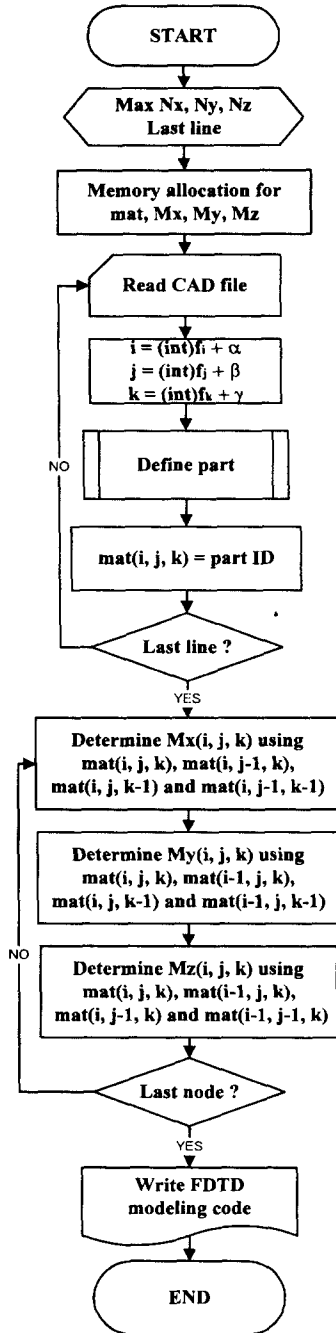 START
Max Nx, Ny, Nz
Last line
Memory allocation for
mat, Mx, My, Mz
Read CAD file
i = (int)fi + α
j = (int)fj + β
k = (int)fk + γ
NO
Define part
mat(i, j, k) = part ID
Last line ?
YES
Determine Mx(i, j, k) using
mat(i, j, k), mat(i, j-1, k),
mat(i, j, k-1) and mat(i, j-1, k-1)
Determine My(i, j, k) using
mat(i, j, k), mat(i-1, j, k),
mat(i, j, k-1) and mat(i-1, j, k-1)
NO
Determine Mz(i, j, k) using
mat(i, j, k), mat(i-1, j, k),
mat(i, j-1, k) and mat(i-1, j-1, k)
Last node ?
YES
Write FDTD
modeling code
END